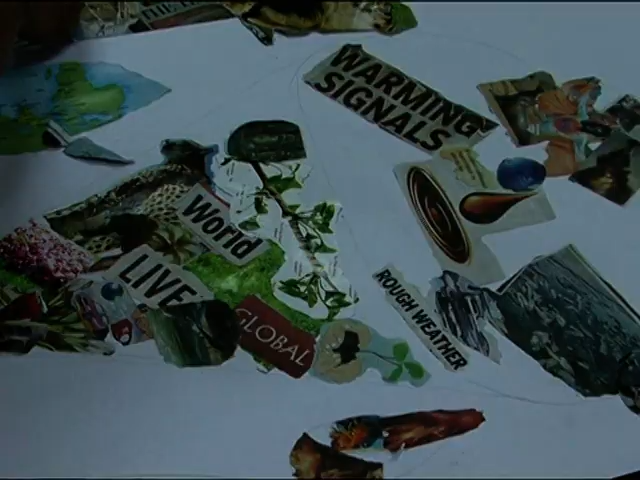 WARMING
SIGNALS
World
LIVE
GLOBAL
ROUGH WEATHER